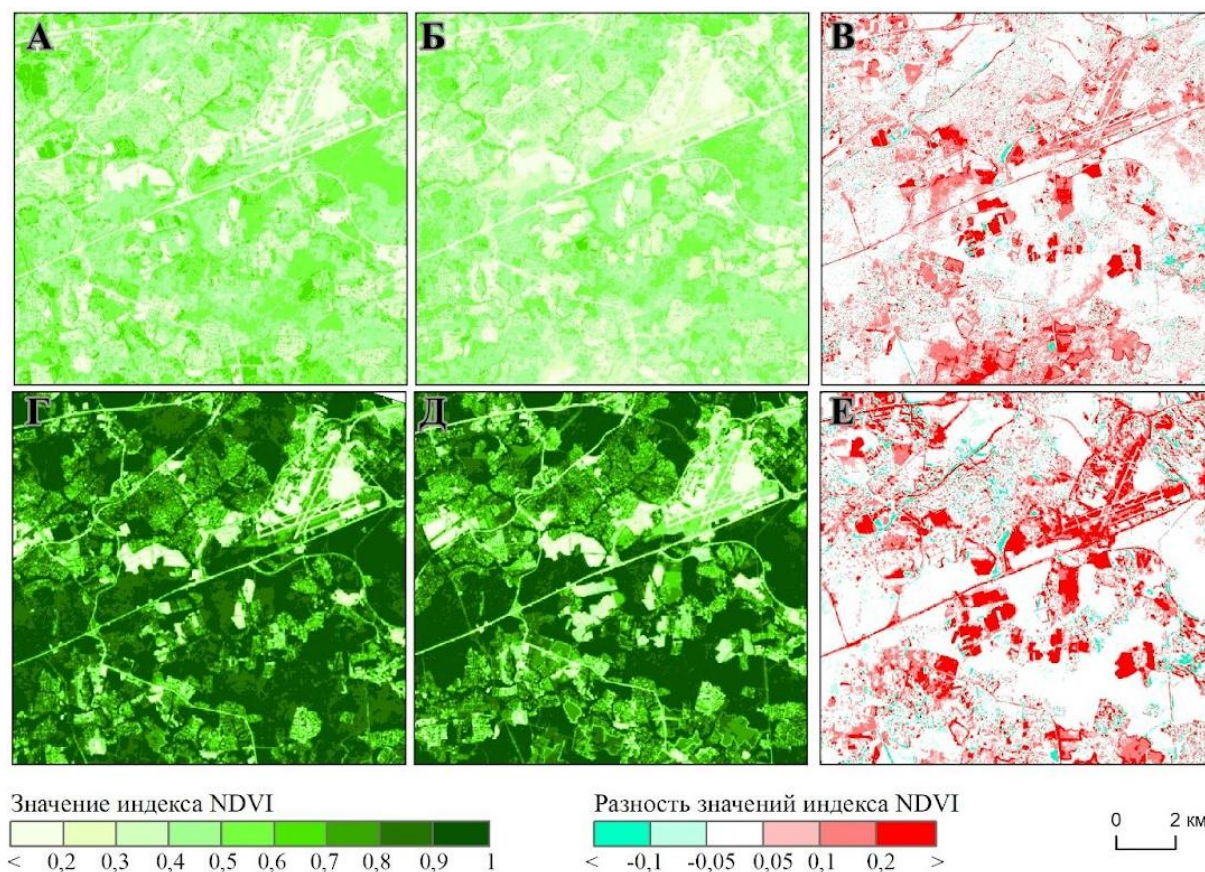 А Б В
Г Д Е
Значение индекса NDVI
< 0,2 0,3 0,4 0,5 0,6 0,7 0,8 0,9 1
Разность значений индекса NDVI
< -0,1 -0,05 0,05 0,1 0,2 >
0 2 км